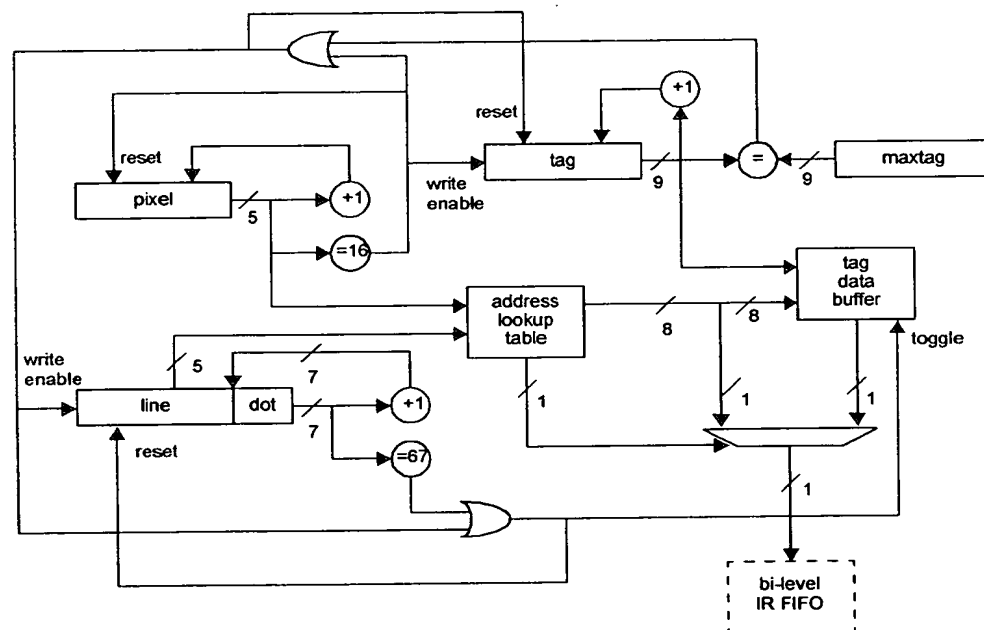 reset
+1
reset
tag
=
maxtag
9
9
write
enable
pixel
5
+1
=16
tag
data
buffer
address
lookup
table
8
8
toggle
write
enable
5
7
line
dot
7
+1
1
1
1
reset
=67
1
bi-level
IR FIFO